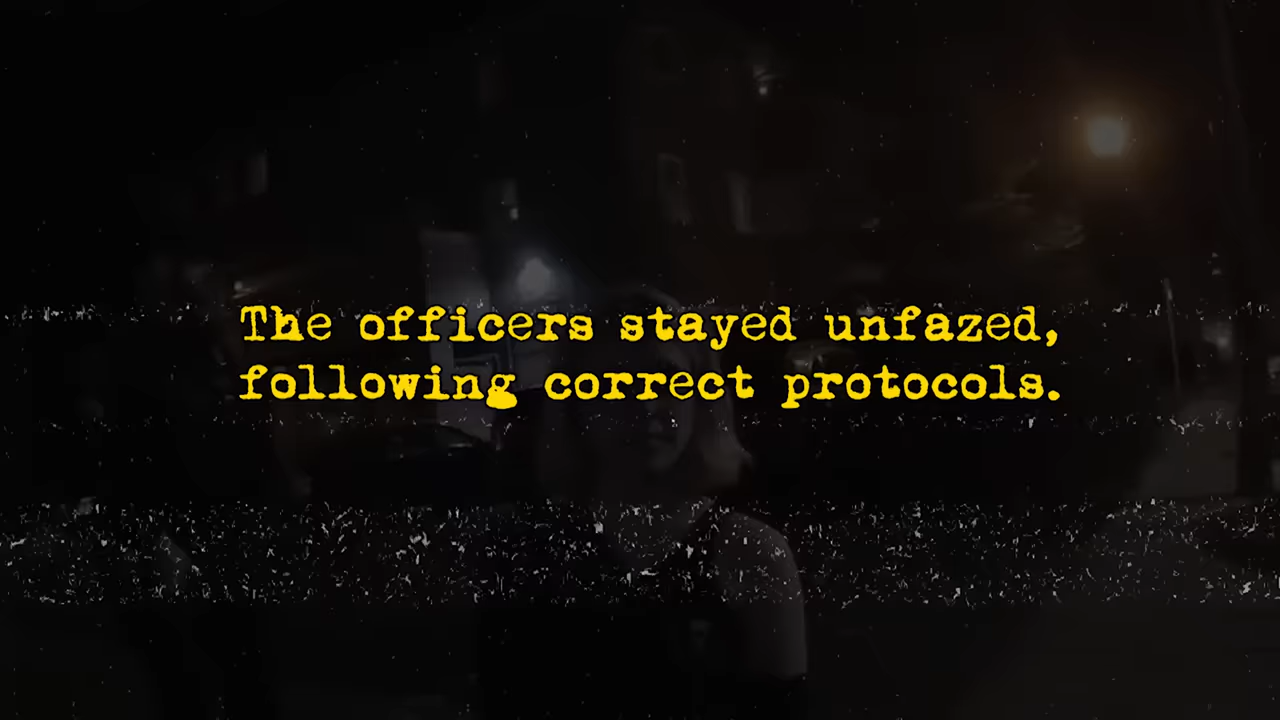 The officers stayed unfazed,
following correct protocols.